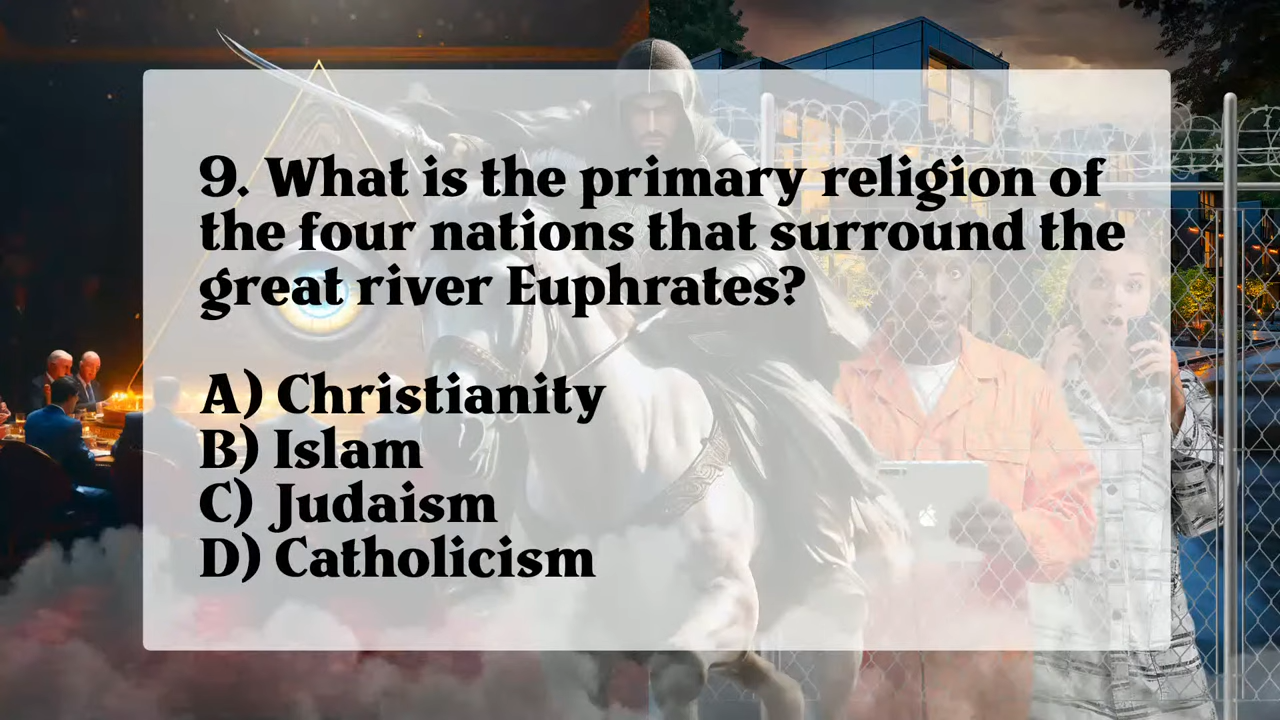 9. What is the primary religion of
the four nations that surround the
great river Euphrates?
A) Christianity
B) Islam
C) Judaism
D) Catholicism